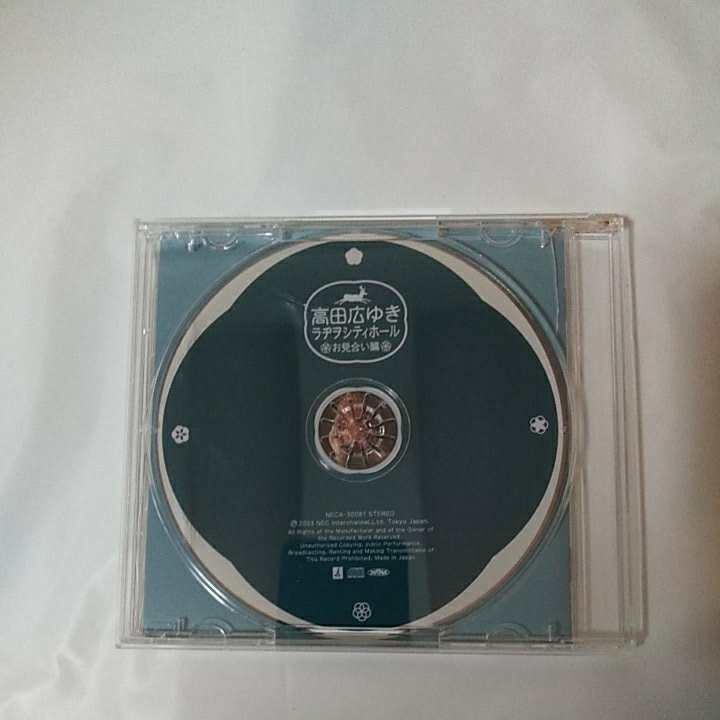 高田広ゆき
ラヂヲシティホール
お見合い編
NECA-30087 STEREO
Ⓟ 2003 NEC Interchannel,Ltd. Tokyo Japan.
All Rights of the Manufacturer and of the Owner of
the Recorded Work Reserved.
Unauthorized Copying, public Performance,
Broadcasting, Renting and Making Transmittable of
This Record Prohibited. Made in Japan.